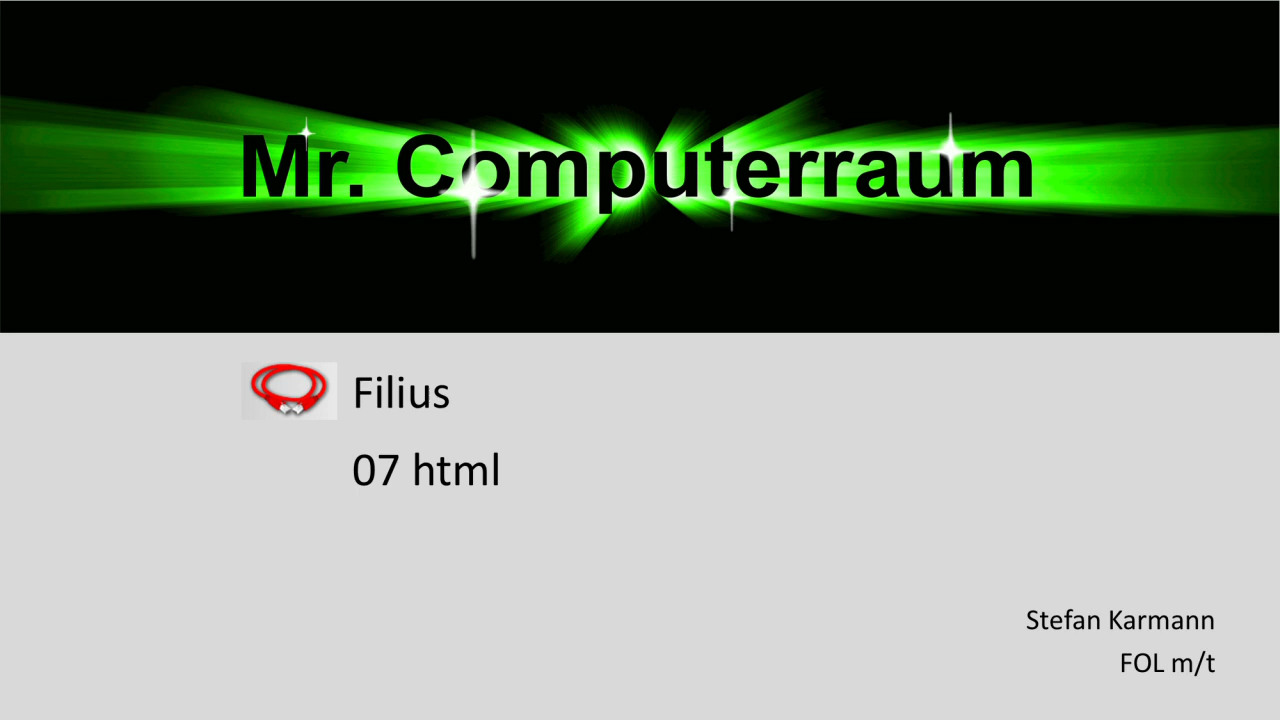 Mr. Computerraum
Filius
07 html
Stefan Karmann
FOL m/t